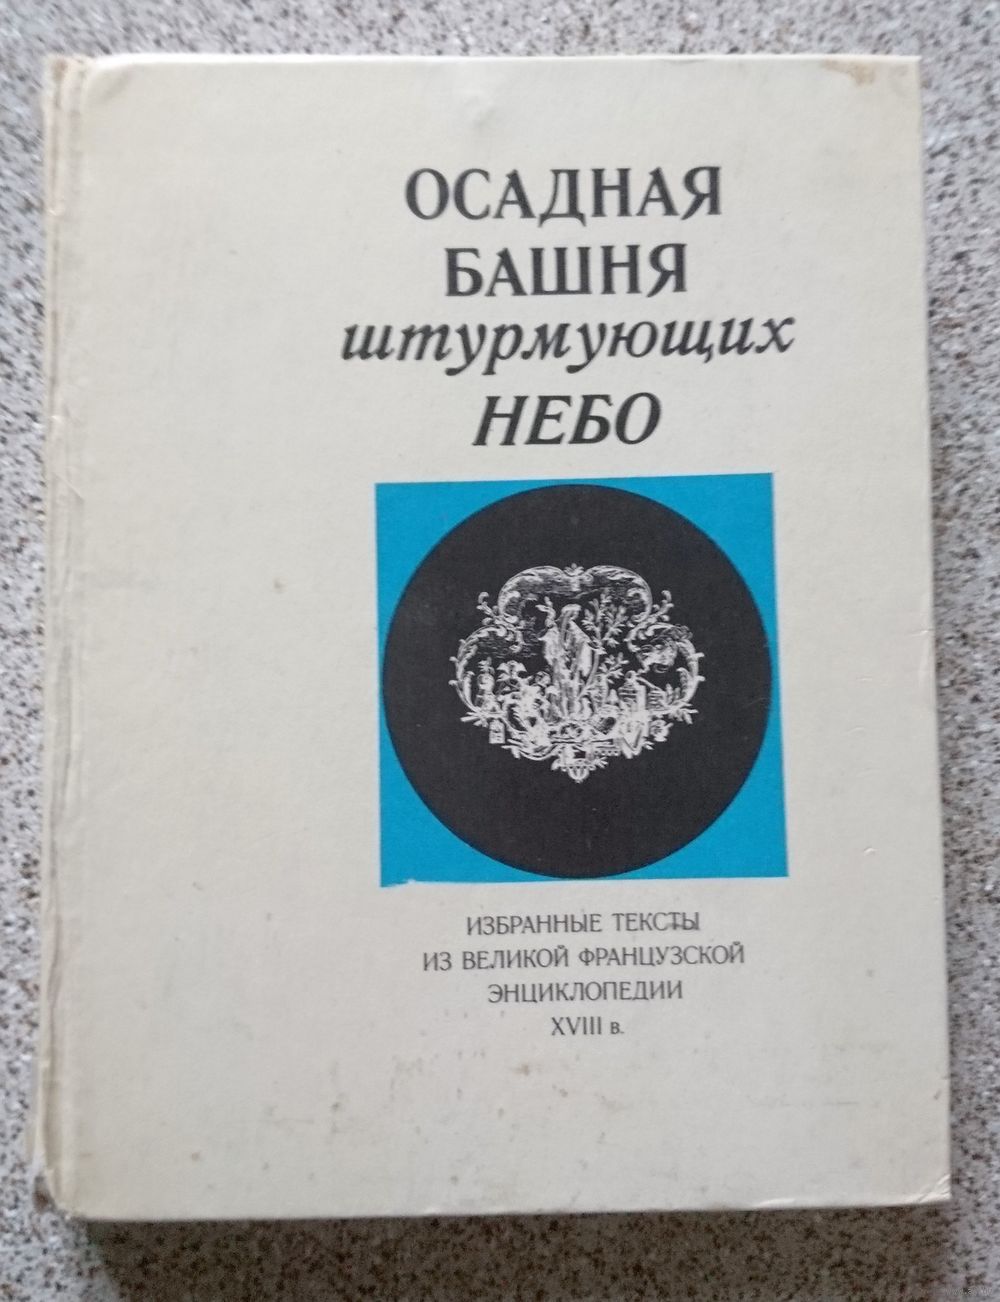 ОСАДНАЯ
БАШНЯ
штурмующих
НЕБО
ИЗБРАННЫЕ ТЕКСТЫ
ИЗ ВЕЛИКОЙ ФРАНЦУЗСКОЙ
ЭНЦИКЛОПЕДИИ
XVIII в.